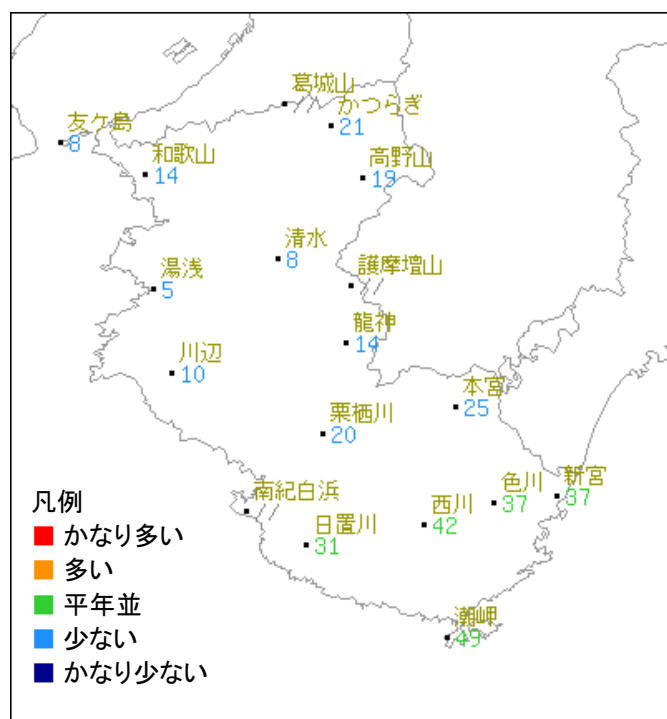 葛城山
かつらぎ
21
友ケ島
8
和歌山
14
高野山
19
清水
8
護摩壇山
湯浅
5
龍神
14
川辺
10
本宮
25
栗栖川
20
南紀白浜
日置川
31
西川
42
色川
37
新宮
37
潮岬
49
凡例
かなり多い
多い
平年並
少ない
かなり少ない